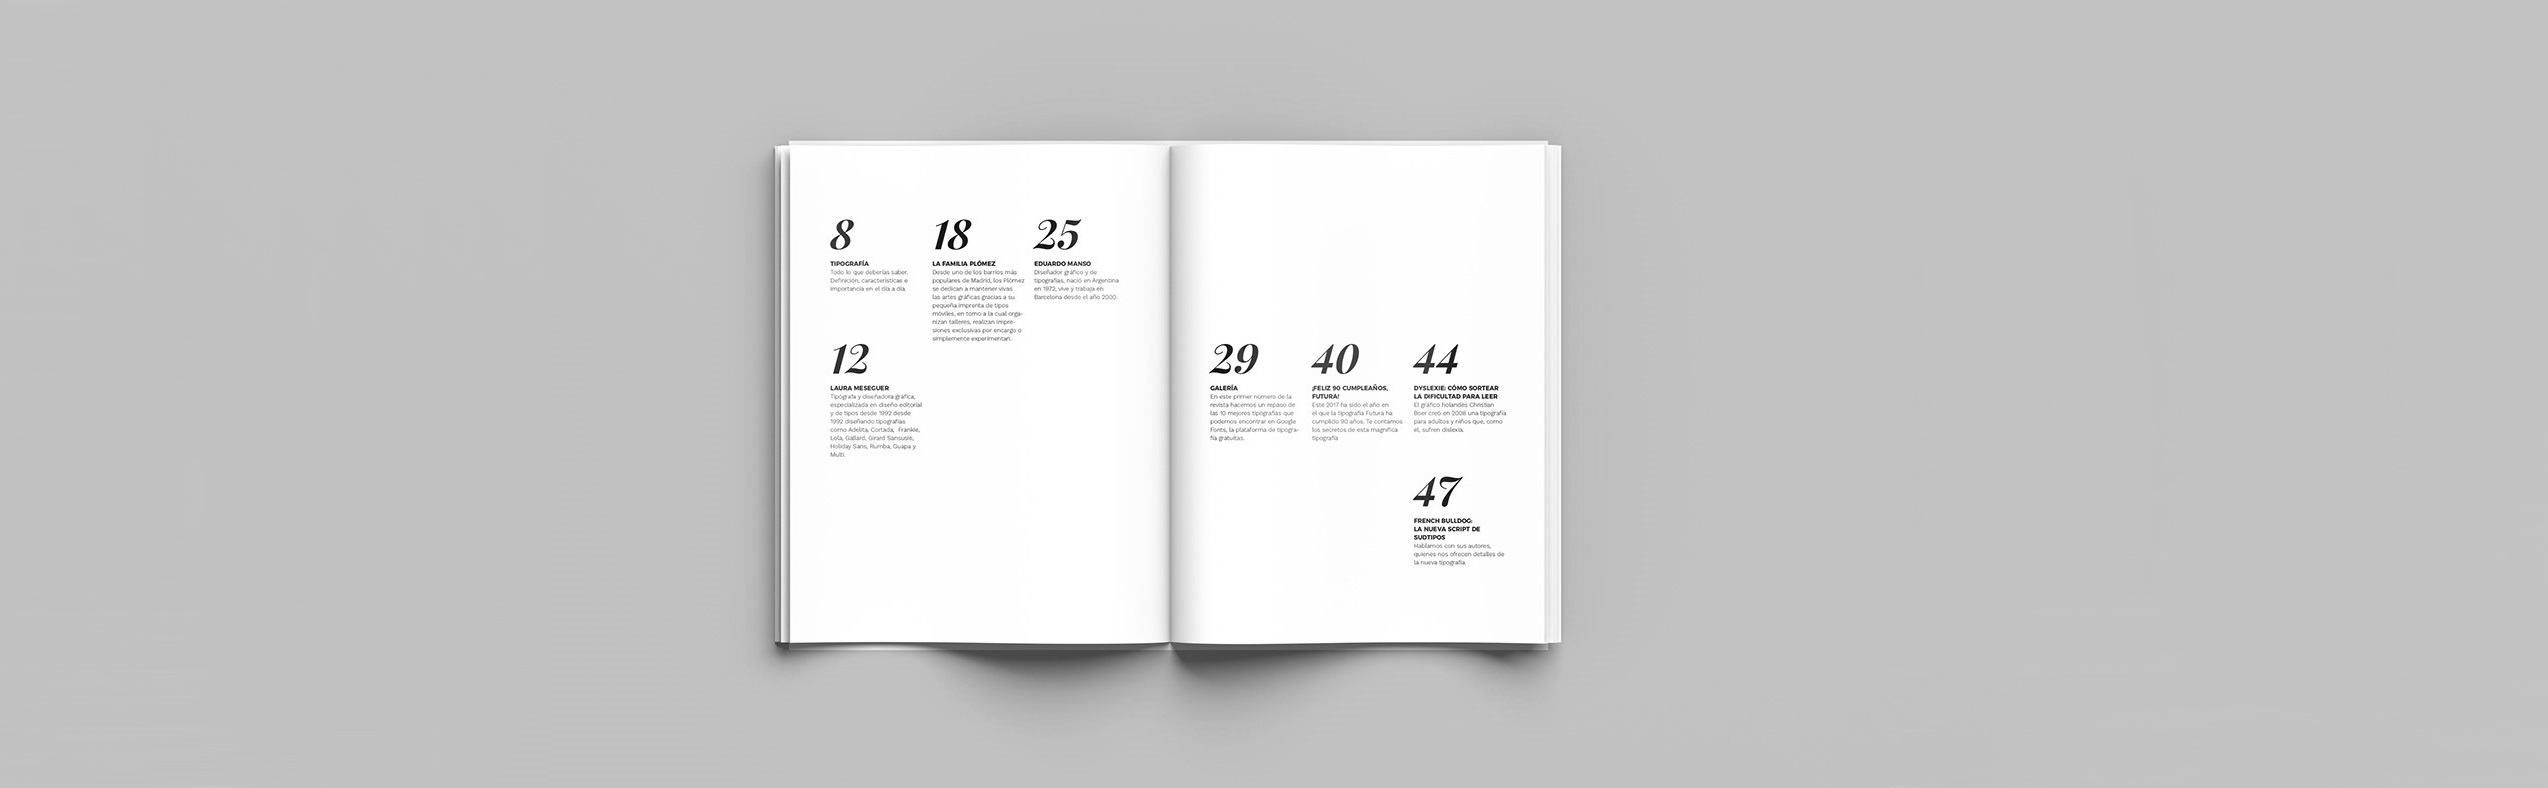 8
TIPOGRAFÍA
Todo lo que deberías saber.
Definición, características e
importancia en el día a día.
12
LAURA MESEGUER
Tipógrafa y diseñadora gráfica,
especializada en diseño editorial
y de tipos desde 1992 desde
1992 diseñando tipografías
como Adelita, Cortada, Frankie,
Lola, Gallard, Girard Sansusie,
Holiday Sans, Rumba, Guapa y
Multi.
18
LA FAMILIA PLÓMEZ
Desde uno de los barrios más
populares de Madrid, los Plómez
se dedican a mantener vivas
las artes gráficas gracias a su
pequeña imprenta de tipos
móviles, en torno a la cual orga-
nizan talleres, realizan impre-
siones exclusivas por encargo o
simplemente experimentan.
25
EDUARDO MANSO
Diseñador gráfico y de
tipografías, nació en Argentina
en 1972, vive y trabaja en
Barcelona desde el año 2000.
29
GALERÍA
En este primer número de la
revista hacemos un repaso de
las 10 mejores tipografías que
podemos encontrar en Google
Fonts, la plataforma de tipogra-
fía gratuitas.
40
¡FELIZ 90 CUMPLEAÑOS,
FUTURA!
Este 2017 ha sido el año en
el que la tipografía Futura ha
cumplido 90 años. Te contamos
los secretos de esta magnífica
tipografía
44
DYSLEXIE: CÓMO SORTEAR
LA DIFICULTAD PARA LEER
El gráfico holandés Christian
Boer creó en 2008 una tipografía
para adultos y niños que, como
él, sufren dislexia.
47
FRENCH BULLDOG:
LA NUEVA SCRIPT DE
SUDTIPOS
Hablamos con sus autores,
quienes nos ofrecen detalles de
la nueva tipografía.